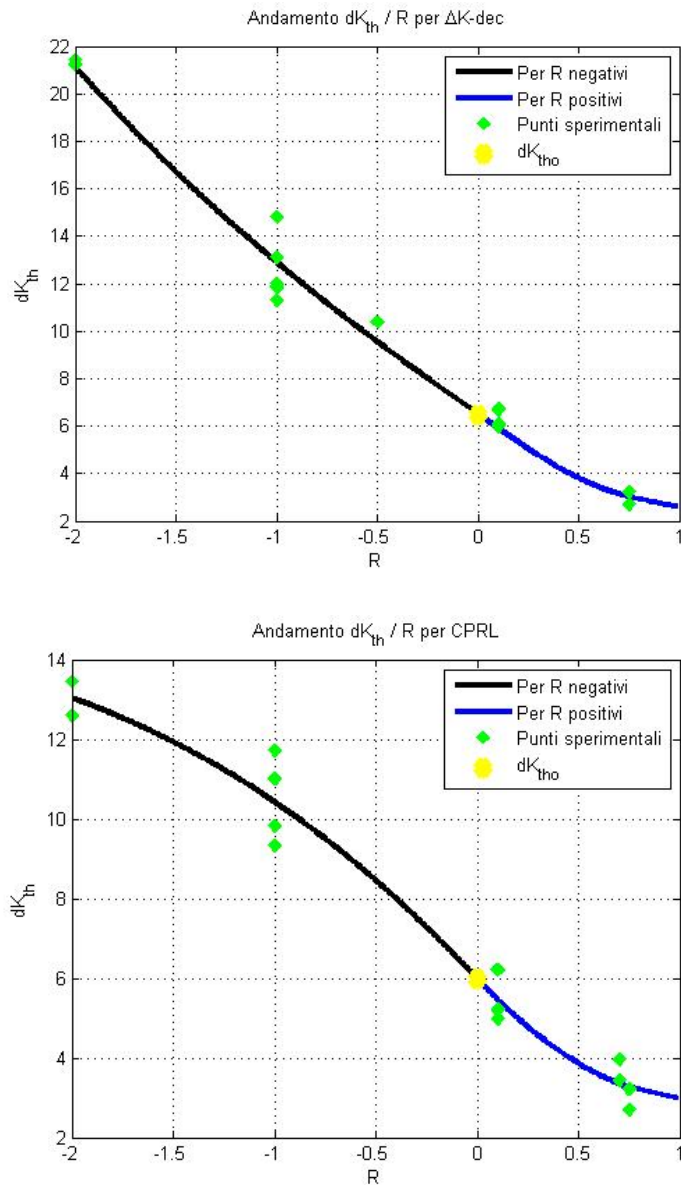 Andamento dK_th / R per ΔK-dec
22
20
18
16
14
12
10
8
6
4
2
dK_th
Per R negativi
Per R positivi
Punti sperimentali
dK_tho
-2 -1.5 -1 -0.5 0 0.5 1
R
Andamento dK_th / R per CPRL
14
12
10
8
6
4
2
dK_th
Per R negativi
Per R positivi
Punti sperimentali
dK_tho
-2 -1.5 -1 -0.5 0 0.5 1
R